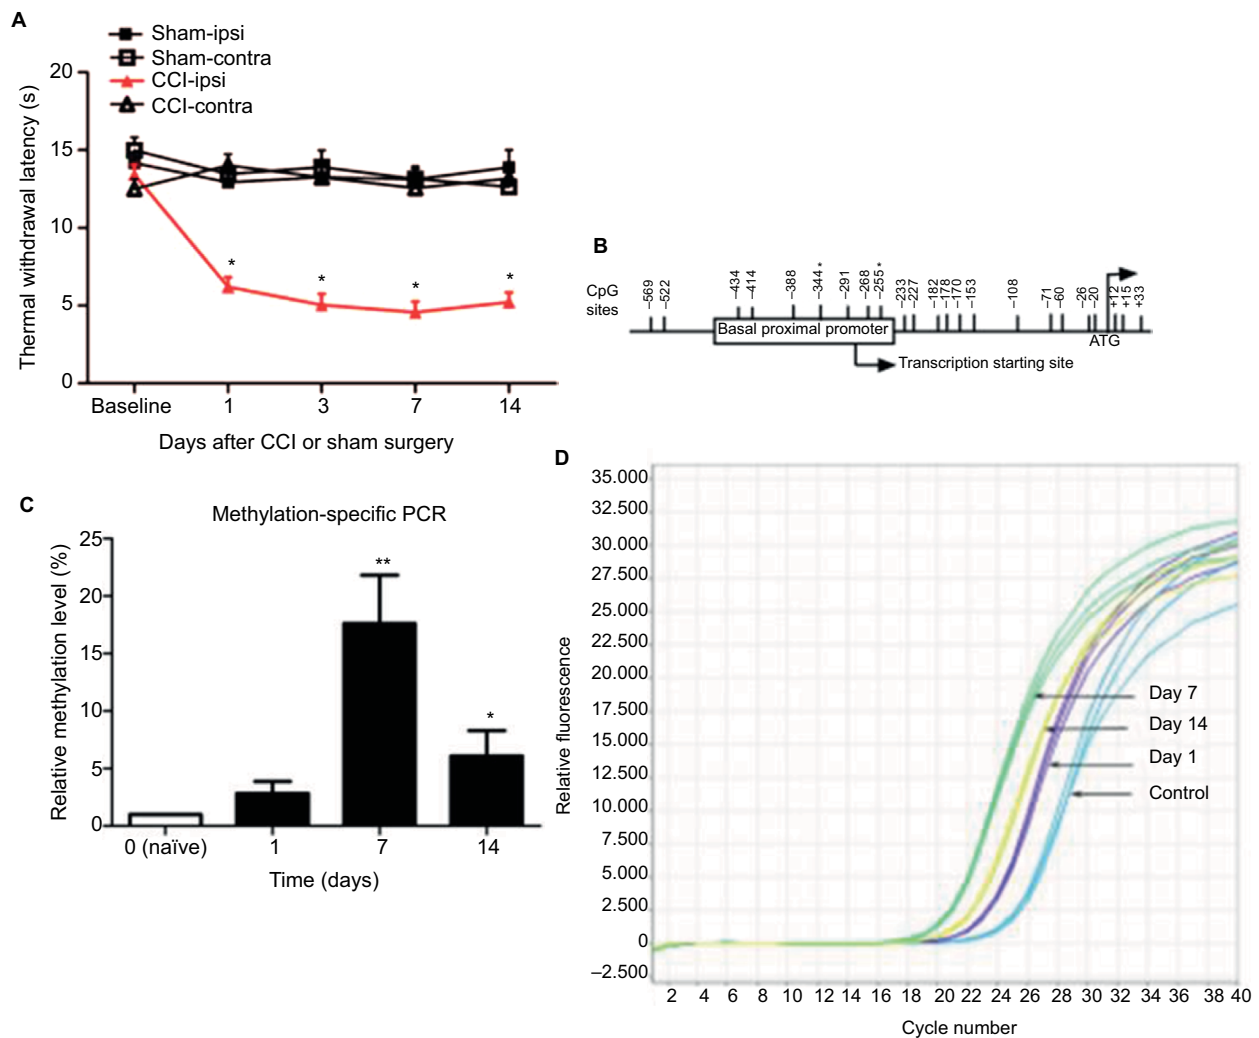 A
Sham-ipsi
Sham-contra
CCI-ipsi
CCI-contra
Thermal withdrawal latency (s)
20
15
10
5
0
*
*
*
*
Baseline
1
3
7
14
Days after CCI or sham surgery
B
CpG
sites
–569
–522
–434
–414
–388
–344*
–291
–268
–255*
–233
–227
–182
–178
–170
–153
–108
–71
–60
–26
–20
+12
+15
+33
Basal proximal promoter
ATG
Transcription starting site
C
Methylation-specific PCR
Relative methylation level (%)
25
20
15
10
5
0
**
*
0 (naïve)
1
7
14
Time (days)
D
Relative fluorescence
35.000
32.500
30.000
27.500
25.000
22.500
20.000
17.500
15.000
12.500
10.000
7.500
5.000
2.500
0
–2.500
Day 7
Day 14
Day 1
Control
2 4 6 8 10 12 14 16 18 20 22 24 26 28 30 32 34 36 38 40
Cycle number